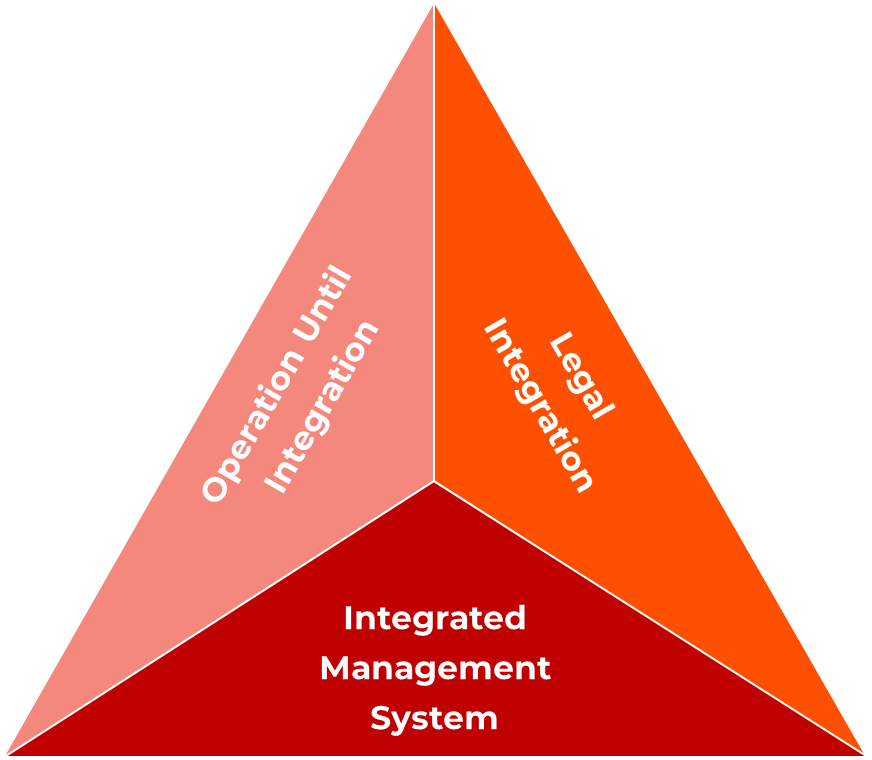 Operation Until
Integration
Legal
Integration
Integrated
Management
System